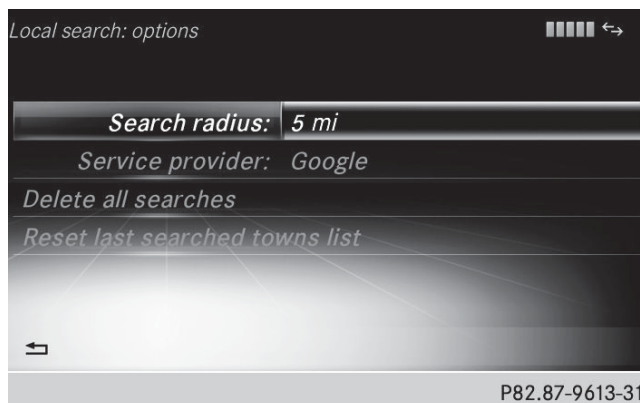 Local search: options
Search radius: 5 mi
Service provider: Google
Delete all searches
Reset last searched towns list
P82.87-9613-31